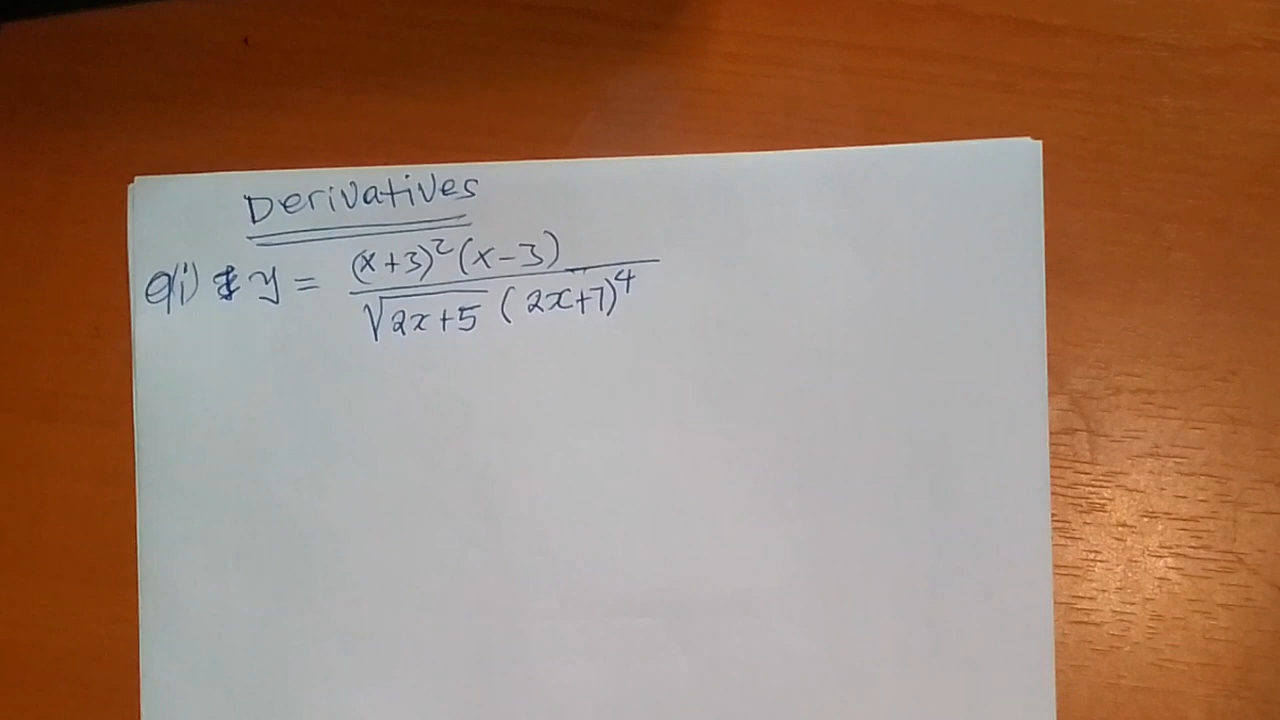 Derivatives
Q(i) y = (x+3)²(x-3) / √2x+5 (2x+7)⁴